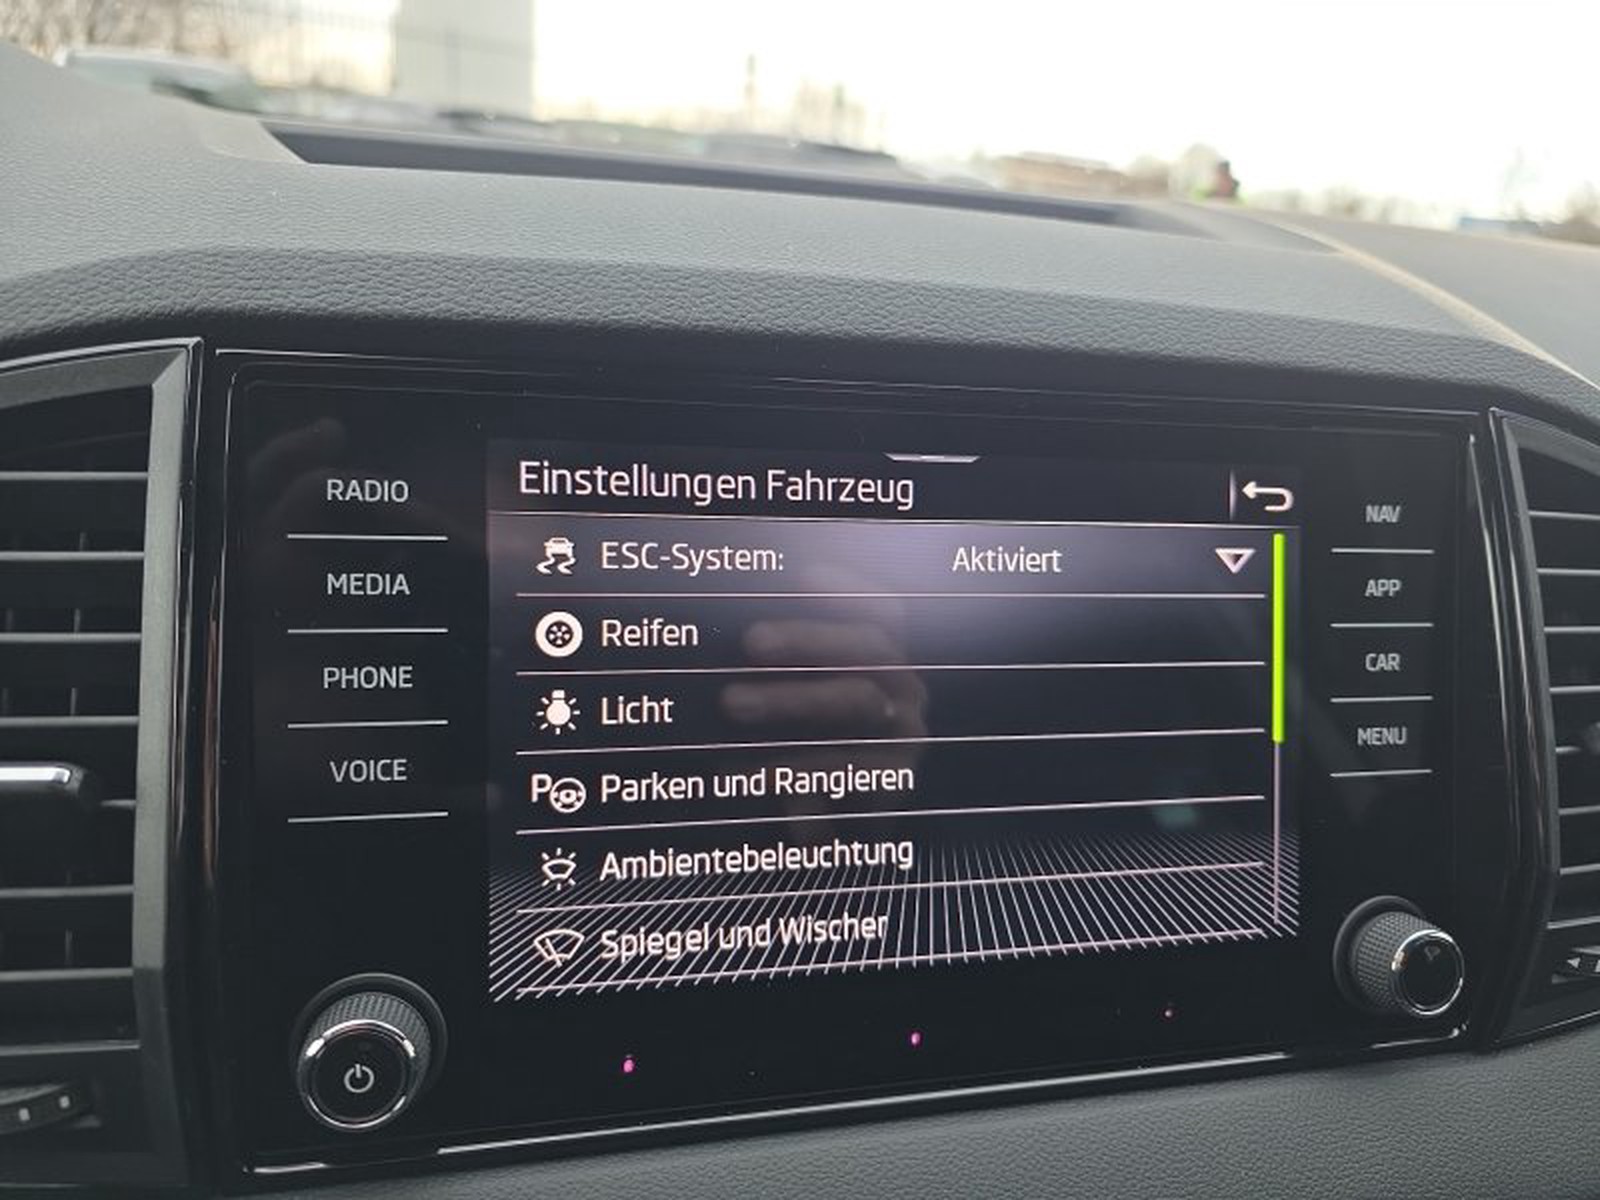 RADIO
MEDIA
PHONE
VOICE
Einstellungen Fahrzeug
ESC-System: Aktiviert
Reifen
Licht
P Parken und Rangieren
Ambientebeleuchtung
Spiegel und Wischer
NAV
APP
CAR
MENU